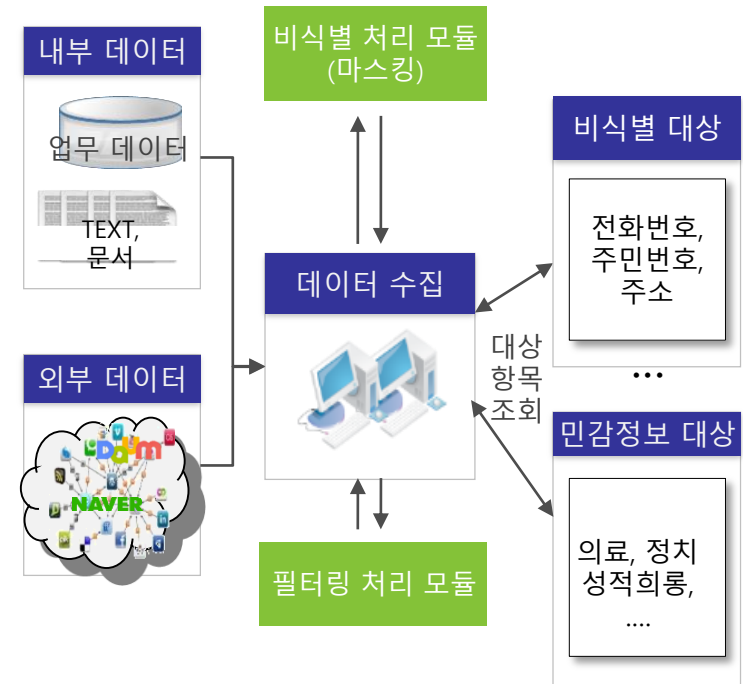 내부 데이터
업무 데이터
TEXT,
문서
외부 데이터
Daum
NAVER
비식별 처리 모듈
(마스킹)
데이터 수집
필터링 처리 모듈
대상
항목
조회
비식별 대상
전화번호,
주민번호,
주소
...
민감정보 대상
의료, 정치
성적희롱,
....